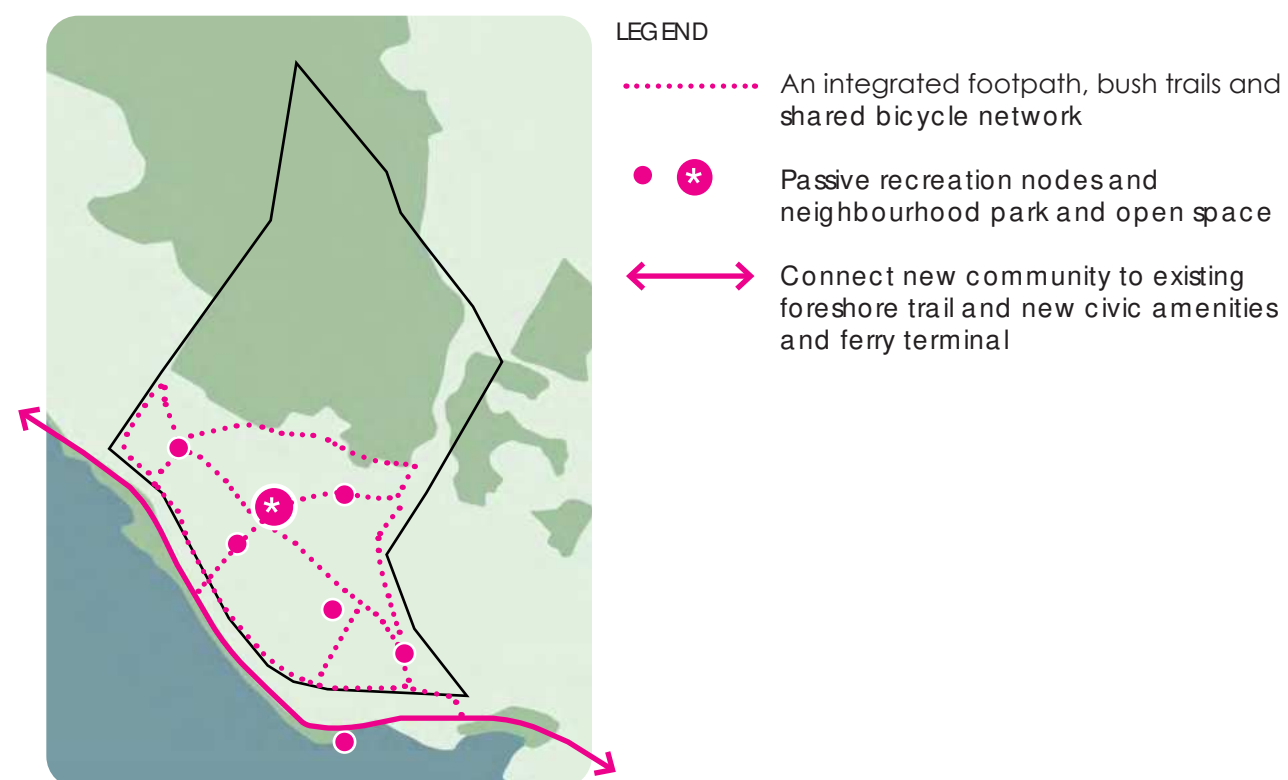 LEGEND
An integrated footpath, bush trails and
shared bicycle network
Passive recreation nodes and
neighbourhood park and open space
Connect new community to existing
foreshore trail and new civic amenities
and ferry terminal